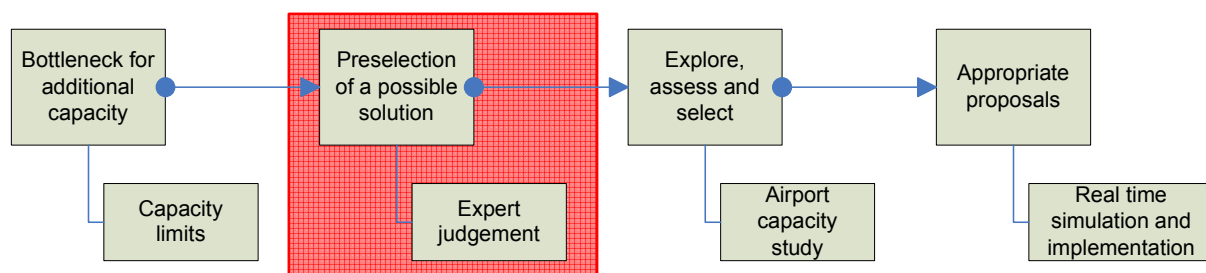 Bottleneck for
additional
capacity
Preselection
of a possible
solution
Explore,
assess and
select
Appropriate
proposals
Capacity
limits
Expert
judgement
Airport
capacity
study
Real time
simulation and
implementation